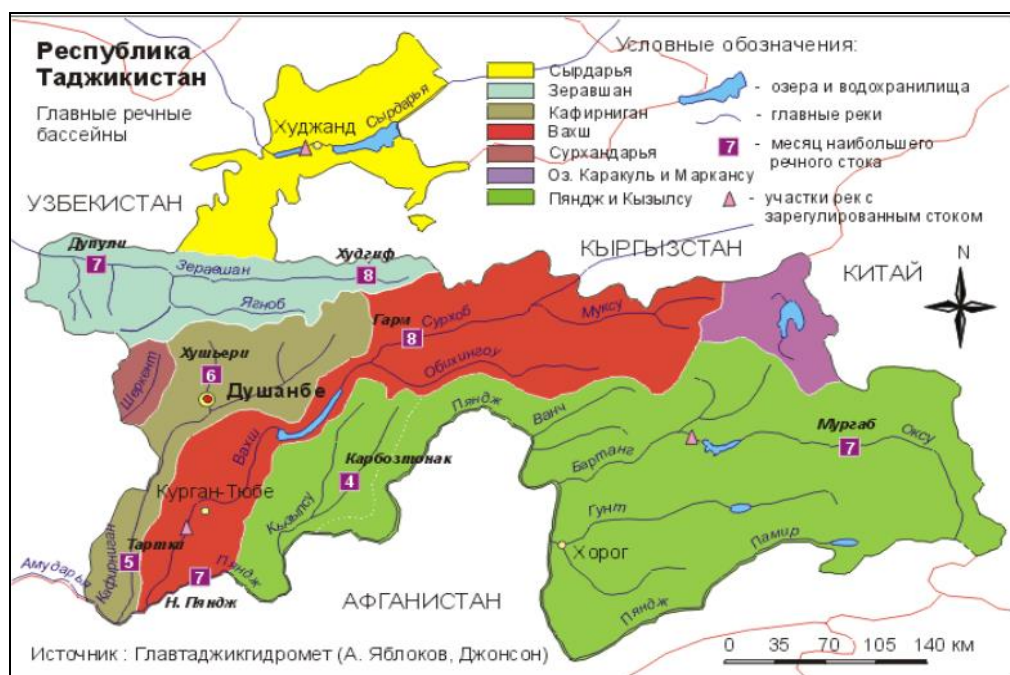 Республика
Таджикистан
Главные речные
бассейны
Условные обозначения:
Сырдарья
Зеравшан
Кафирниган
Вахш
Сурхандарья
Оз. Каракуль и Маркансу
Пяндж и Кызылсу
- озера и водохранилища
- главные реки
7 - месяц наибольшего
речного стока
- участки рек с
зарегулированным стоком
Худжанд
Сырдарья
УЗБЕКИСТАН
КЫРГЫЗСТАН
КИТАЙ
N
Дупули
7
Зеравшан
Худгиф
8
Ягноб
Гарм
8
Сурхоб
Муксу
Обихингоу
Хушьери
6
Шеркент
Душанбе
Вахш
Пяндж
Ванч
Мургаб
7
Оксу
Карбозтонак
4
Бартанг
Курган-Тюбе
Кызылсу
Гунт
Хорог
Памир
Тартка
5
Кафирниган
Амударья
7
Н. Пяндж
Пяндж
АФГАНИСТАН
Пяндж
Источник : Главтаджикгидромет (А. Яблоков, Джонсон)
0 35 70 105 140 км